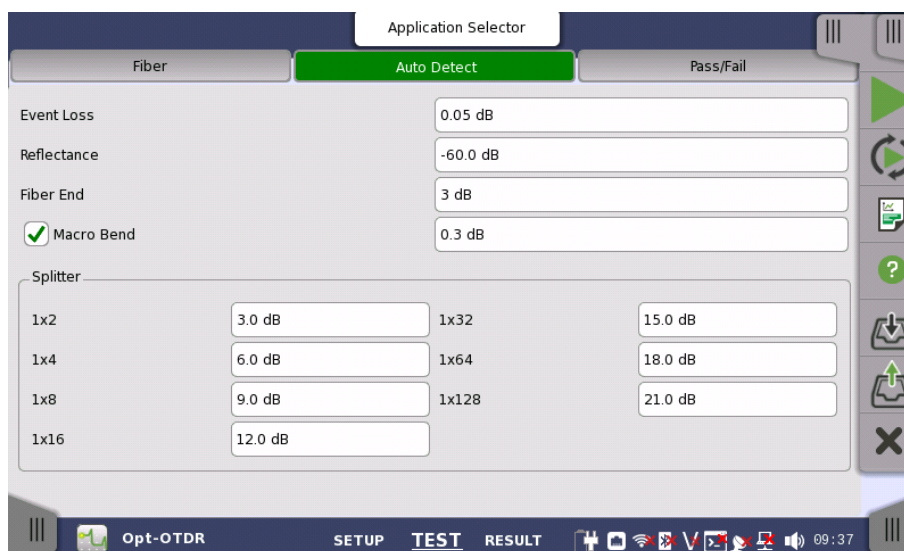 Application Selector
Fiber Auto Detect Pass/Fail
Event Loss 0.05 dB
Reflectance -60.0 dB
Fiber End 3 dB
Macro Bend 0.3 dB
Splitter
1x2 3.0 dB 1x32 15.0 dB
1x4 6.0 dB 1x64 18.0 dB
1x8 9.0 dB 1x128 21.0 dB
1x16 12.0 dB
Opt-OTDR SETUP TEST RESULT 09:37